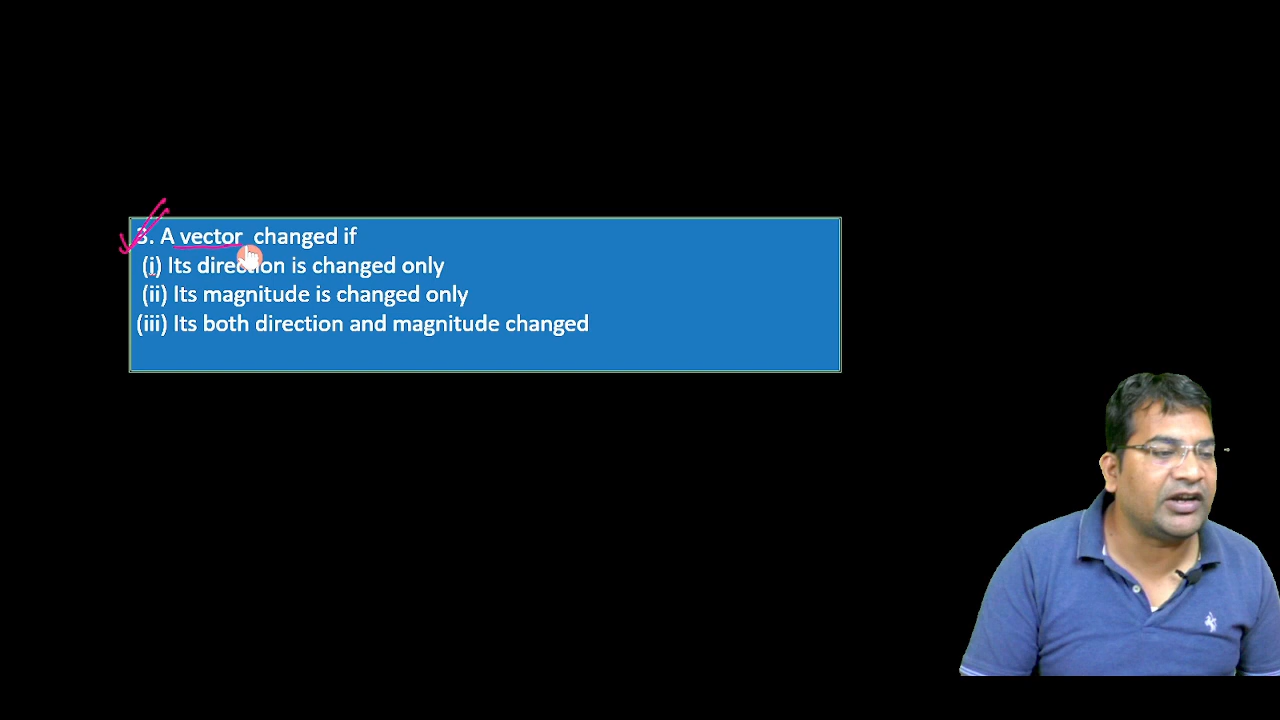 3. A vector changed if
(i) Its direction is changed only
(ii) Its magnitude is changed only
(iii) Its both direction and magnitude changed